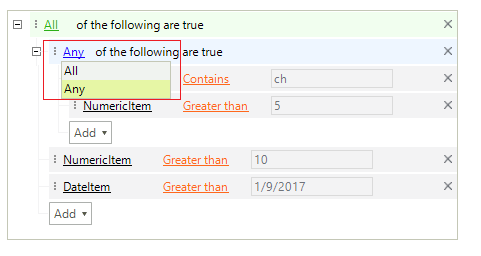 All of the following are true
Any of the following are true
All
Any
Contains ch
NumericItem Greater than 5
Add
NumericItem Greater than 10
DateItem Greater than 1/9/2017
Add